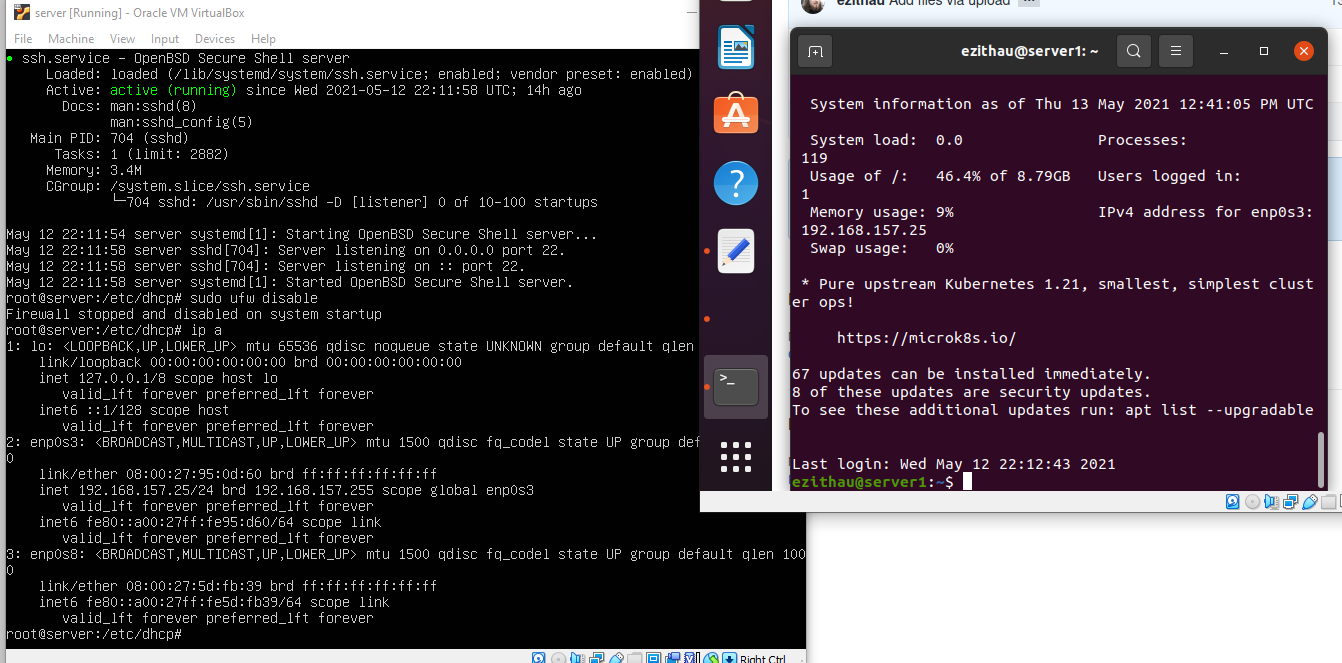 server [Running] - Oracle VM VirtualBox
File Machine View Input Devices Help
● ssh.service - OpenBSD Secure Shell server
Loaded: loaded (/lib/systemd/system/ssh.service; enabled; vendor preset: enabled)
Active: active (running) since Wed 2021-05-12 22:11:58 UTC; 14h ago
Docs: man:sshd(8)
man:sshd_config(5)
Main PID: 704 (sshd)
Tasks: 1 (limit: 2882)
Memory: 3.4M
CGroup: /system.slice/ssh.service
└─704 sshd: /usr/sbin/sshd -D [listener] 0 of 10-100 startups
May 12 22:11:54 server systemd[1]: Starting OpenBSD Secure Shell server...
May 12 22:11:58 server sshd[704]: Server listening on 0.0.0.0 port 22.
May 12 22:11:58 server sshd[704]: Server listening on :: port 22.
May 12 22:11:58 server systemd[1]: Started OpenBSD Secure Shell server.
root@server:/etc/dhcp# sudo ufw disable
Firewall stopped and disabled on system startup
root@server:/etc/dhcp# ip a
1: lo: <LOOPBACK,UP,LOWER_UP> mtu 65536 qdisc noqueue state UNKNOWN group default qlen
link/loopback 00:00:00:00:00:00 brd 00:00:00:00:00:00
inet 127.0.0.1/8 scope host lo
valid_lft forever preferred_lft forever
inet6 ::1/128 scope host
valid_lft forever preferred_lft forever
2: enp0s3: <BROADCAST,MULTICAST,UP,LOWER_UP> mtu 1500 qdisc fq_codel state UP group def
0
link/ether 08:00:27:95:0d:60 brd ff:ff:ff:ff:ff:ff
inet 192.168.157.25/24 brd 192.168.157.255 scope global enp0s3
valid_lft forever preferred_lft forever
inet6 fe80::a00:27ff:fe95:d60/64 scope link
valid_lft forever preferred_lft forever
3: enp0s8: <BROADCAST,MULTICAST,UP,LOWER_UP> mtu 1500 qdisc fq_codel state UP group default qlen 100
0
link/ether 08:00:27:5d:fb:39 brd ff:ff:ff:ff:ff:ff
inet6 fe80::a00:27ff:fe5d:fb39/64 scope link
valid_lft forever preferred_lft forever
root@server:/etc/dhcp#
Right Ctrl
ezithau Add files via upload
ezithau@server1: ~
System information as of Thu 13 May 2021 12:41:05 PM UTC
System load: 0.0 Processes:
119
Usage of /: 46.4% of 8.79GB Users logged in:
1
Memory usage: 9% IPv4 address for enp0s3:
192.168.157.25
Swap usage: 0%
* Pure upstream Kubernetes 1.21, smallest, simplest clust
er ops!
https://microk8s.io/
67 updates can be installed immediately.
8 of these updates are security updates.
To see these additional updates run: apt list --upgradable
Last login: Wed May 12 22:12:43 2021
ezithau@server1:~$